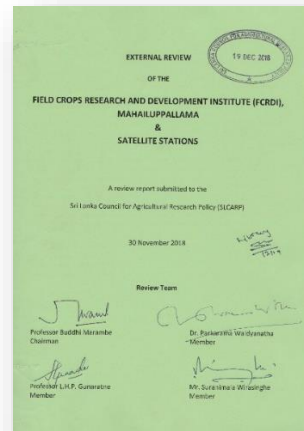 EXTERNAL REVIEW
19 DEC 2018
OF THE
FIELD CROPS RESEARCH AND DEVELOPMENT INSTITUTE (FCRDI),
MAHAILUPPALLAMA
&
SATELLITE STATIONS
A review report submitted to the
Sri Lanka Council for Agricultural Research Policy (SLCARP)
30 November 2018
Review Team
Professor Buddhi Marambe
Chairman
Dr. Parakrama Waidyanatha
Member
Professor L.H.P. Gunaratne
Member
Mr. Suranimala Wirasinghe
Member